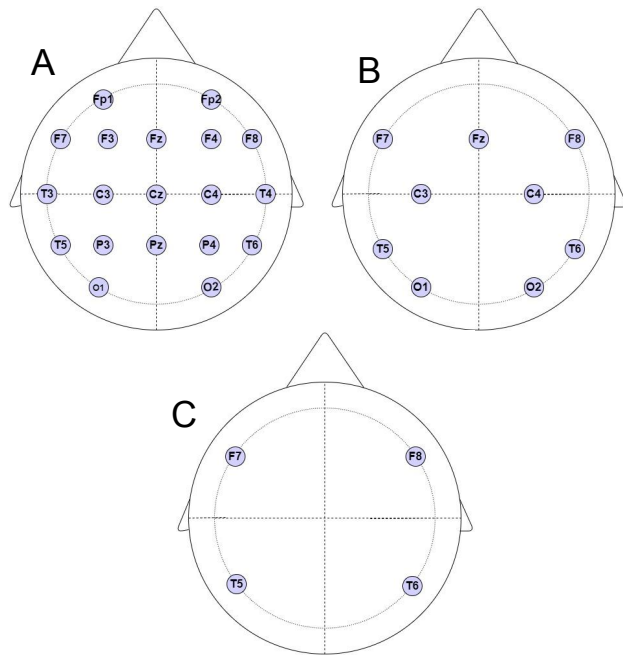 A
Fp1 Fp2
F7 F3 Fz F4 F8
T3 C3 Cz C4 T4
T5 P3 Pz P4 T6
O1 O2
B
F7 Fz F8
C3 C4
T5 T6
O1 O2
C
F7 F8
T5 T6